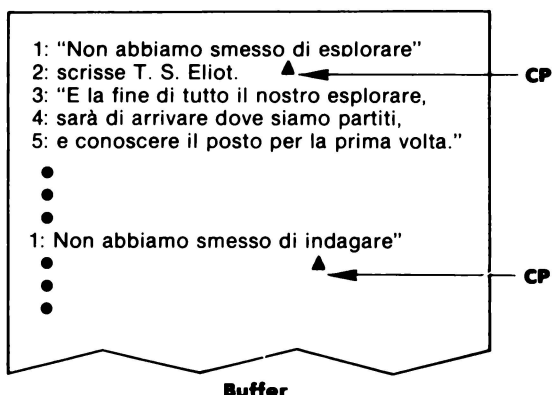 1: “Non abbiamo smesso di esplorare”
2: scrisse T. S. Eliot.
CP
3: “E la fine di tutto il nostro esplorare,
4: sarà di arrivare dove siamo partiti,
5: e conoscere il posto per la prima volta.”
1: Non abbiamo smesso di indagare”
CP
Buffer